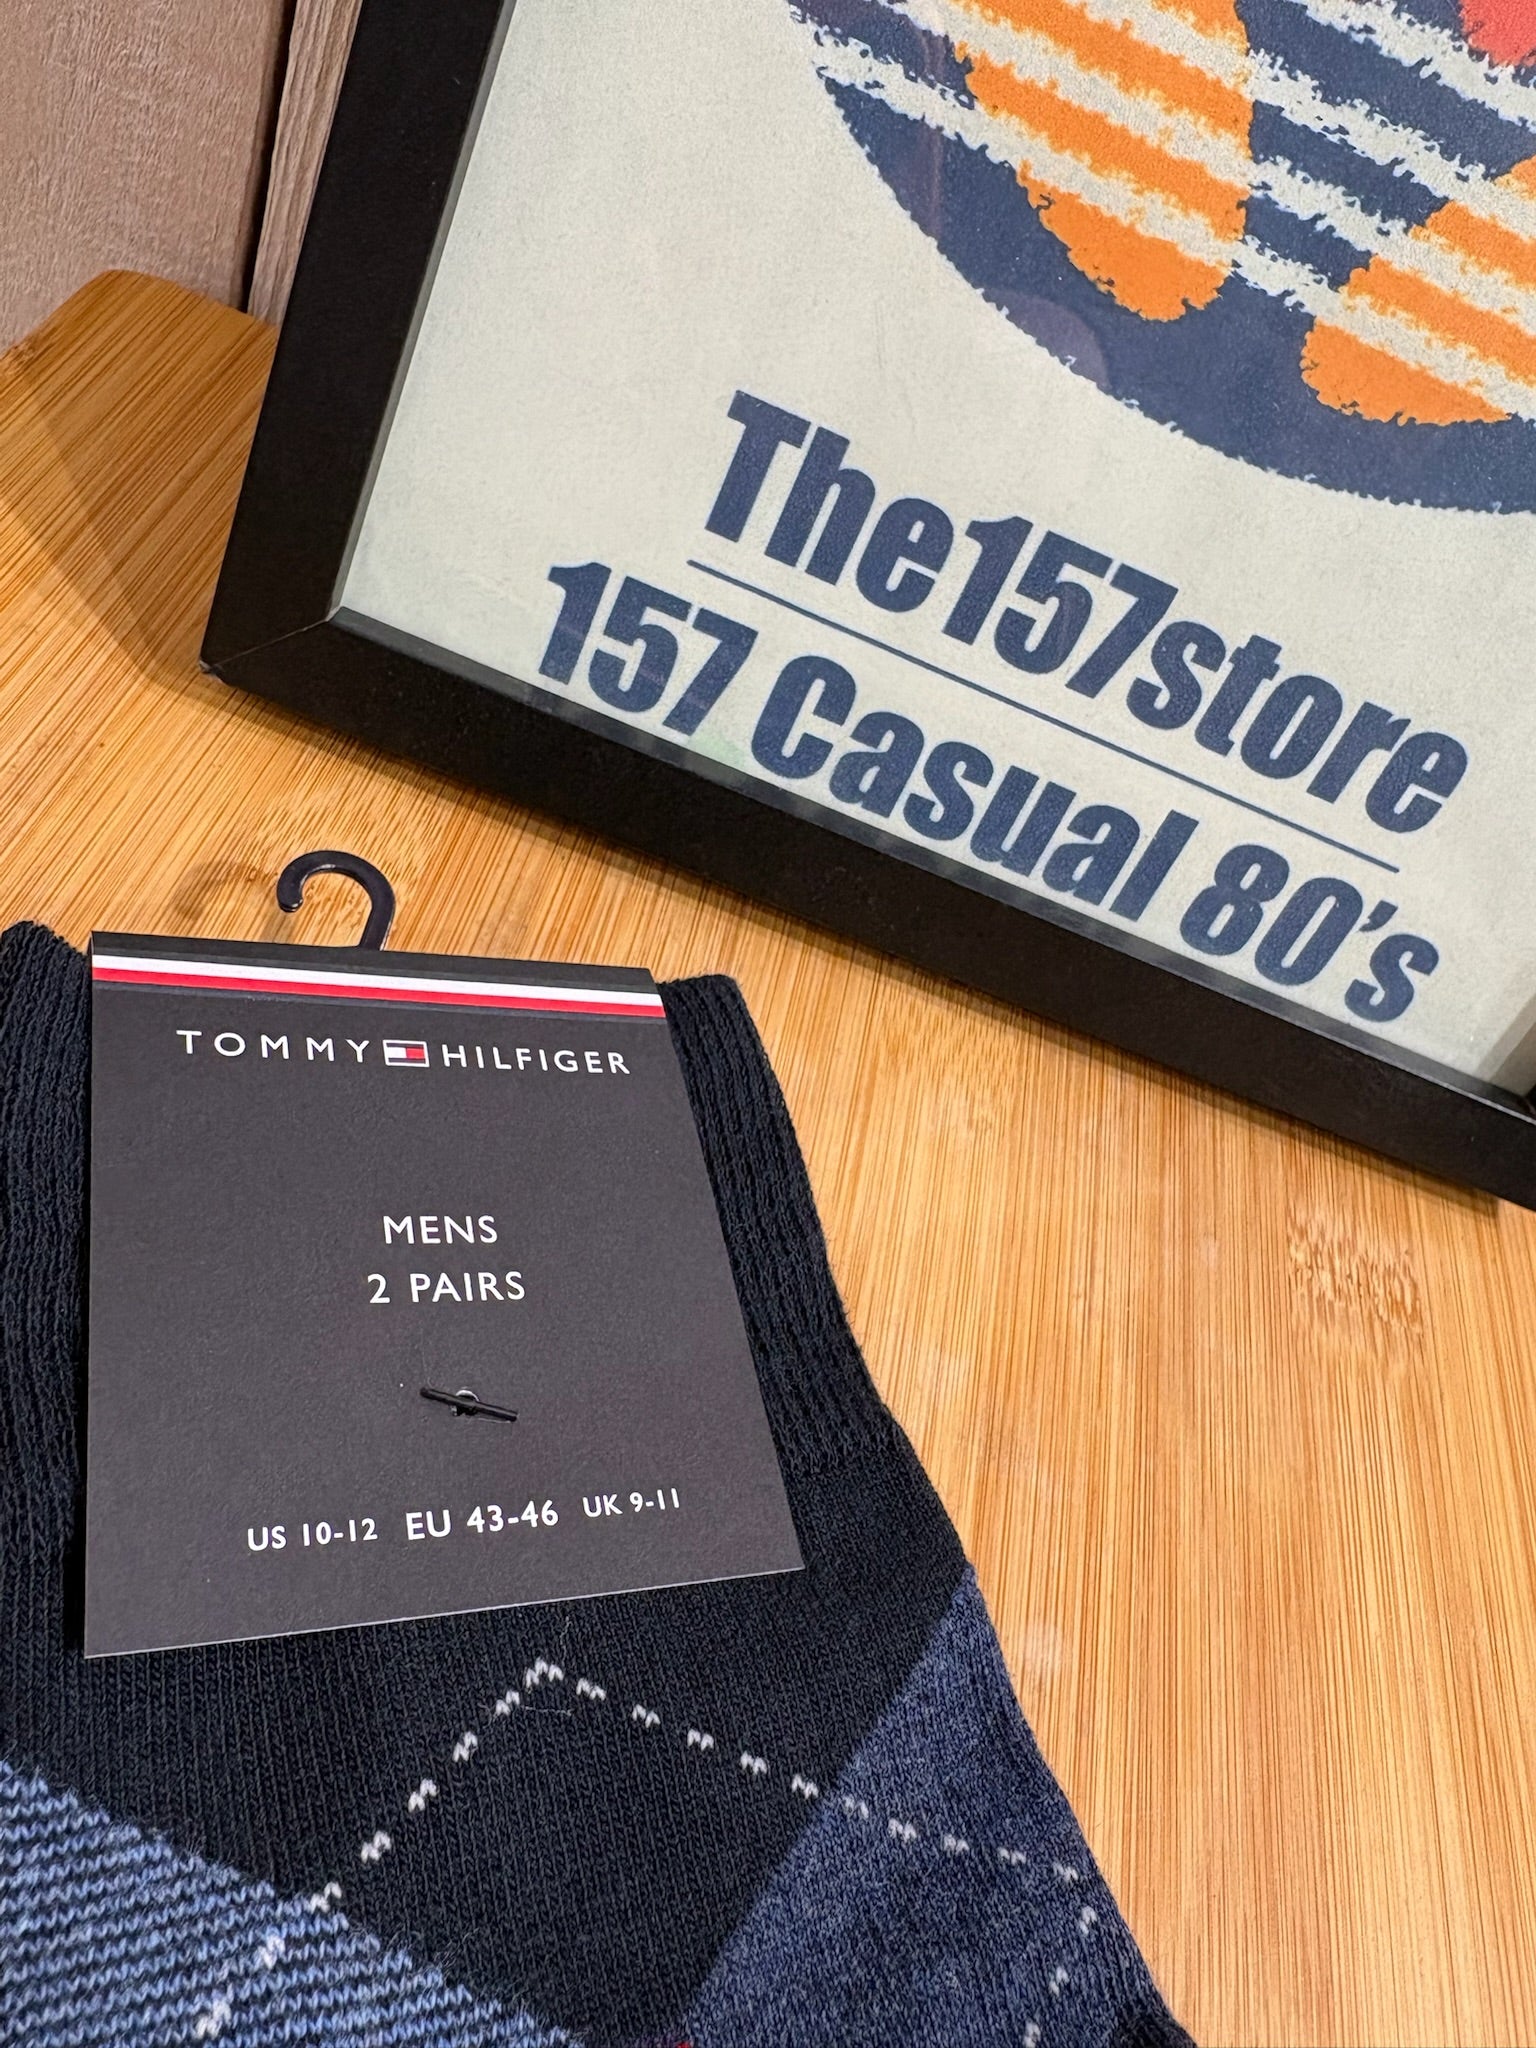 The157store
157 Casual 80's
TOMMY HILFIGER
MENS
2 PAIRS
US 10-12 EU 43-46 UK 9-11